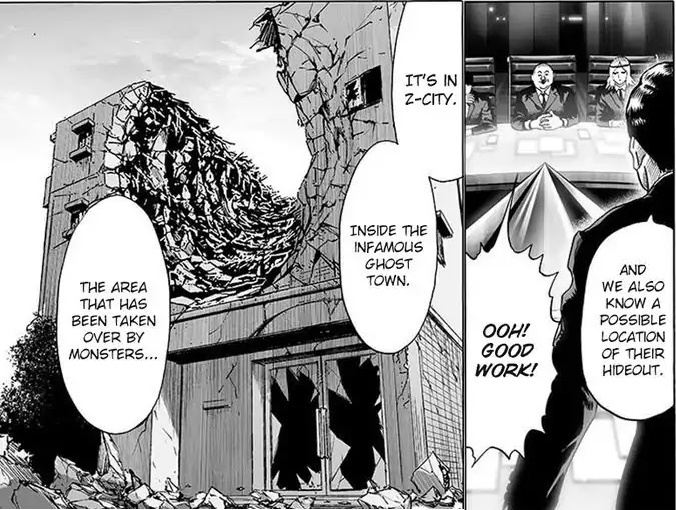 AND
WE ALSO
KNOW A
POSSIBLE
LOCATION
OF THEIR
HIDEOUT.
OOH!
GOOD
WORK!
IT'S IN
Z-CITY.
INSIDE THE
INFAMOUS
GHOST
TOWN.
THE AREA
THAT HAS
BEEN TAKEN
OVER BY
MONSTERS...